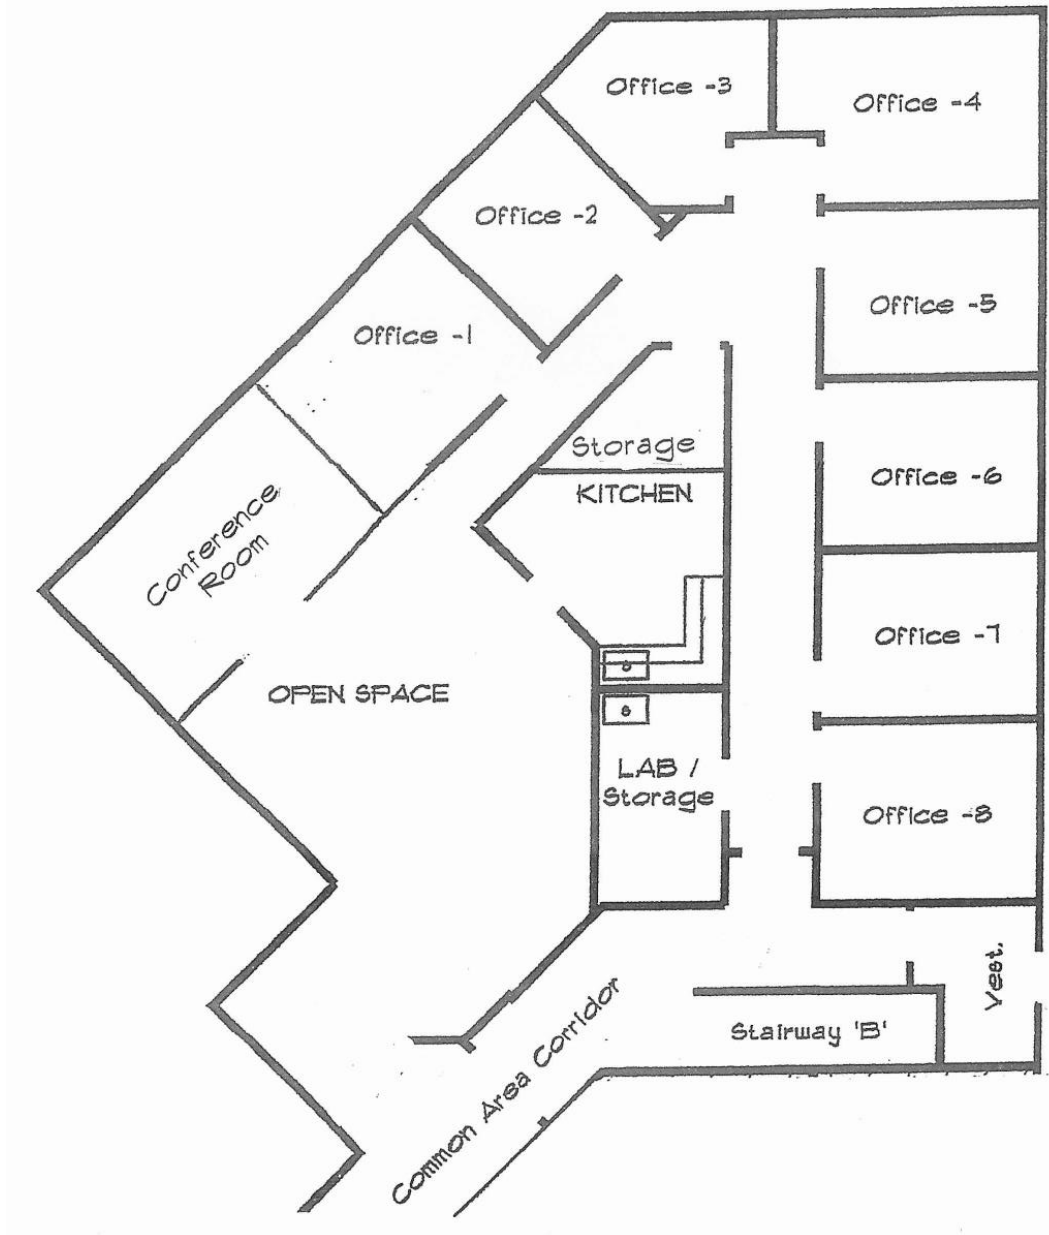 Office -3
Office -4
Office -2
Office -5
Office -1
Storage
KITCHEN
Office -6
Conference
Room
Office -7
OPEN SPACE
LAB /
Storage
Office -8
Vest.
Stairway 'B'
Common Area Corridor